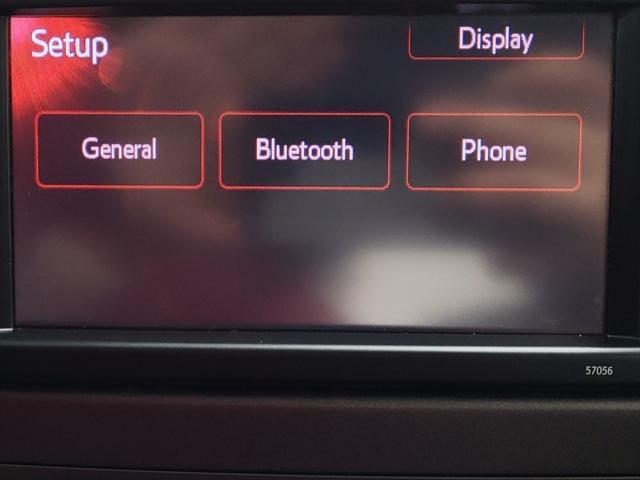 Setup
Display
General
Bluetooth
Phone
57056